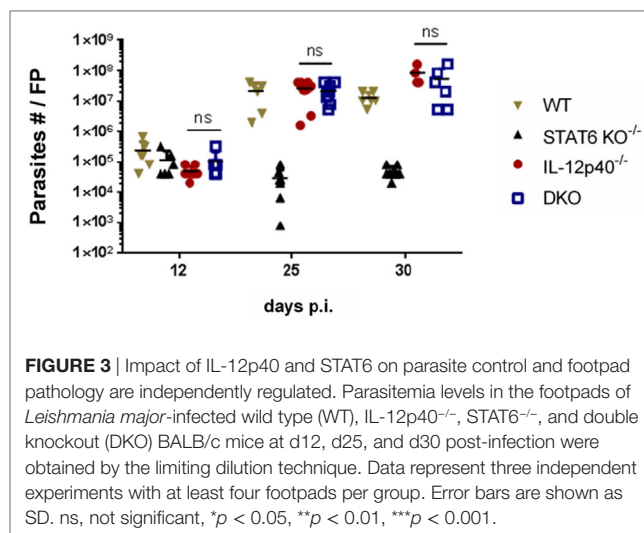 1×10⁹
1×10⁸
1×10⁷
1×10⁶
1×10⁵
1×10⁴
1×10³
1×10²
Parasites # / FP
ns
ns
ns
12
25
30
days p.i.
WT
STAT6 KO⁻/⁻
IL-12p40⁻/⁻
DKO
FIGURE 3 | Impact of IL-12p40 and STAT6 on parasite control and footpad
pathology are independently regulated. Parasitemia levels in the footpads of
Leishmania major-infected wild type (WT), IL-12p40−/−, STAT6−/−, and double
knockout (DKO) BALB/c mice at d12, d25, and d30 post-infection were
obtained by the limiting dilution technique. Data represent three independent
experiments with at least four footpads per group. Error bars are shown as
SD. ns, not significant, *p < 0.05, **p < 0.01, ***p < 0.001.